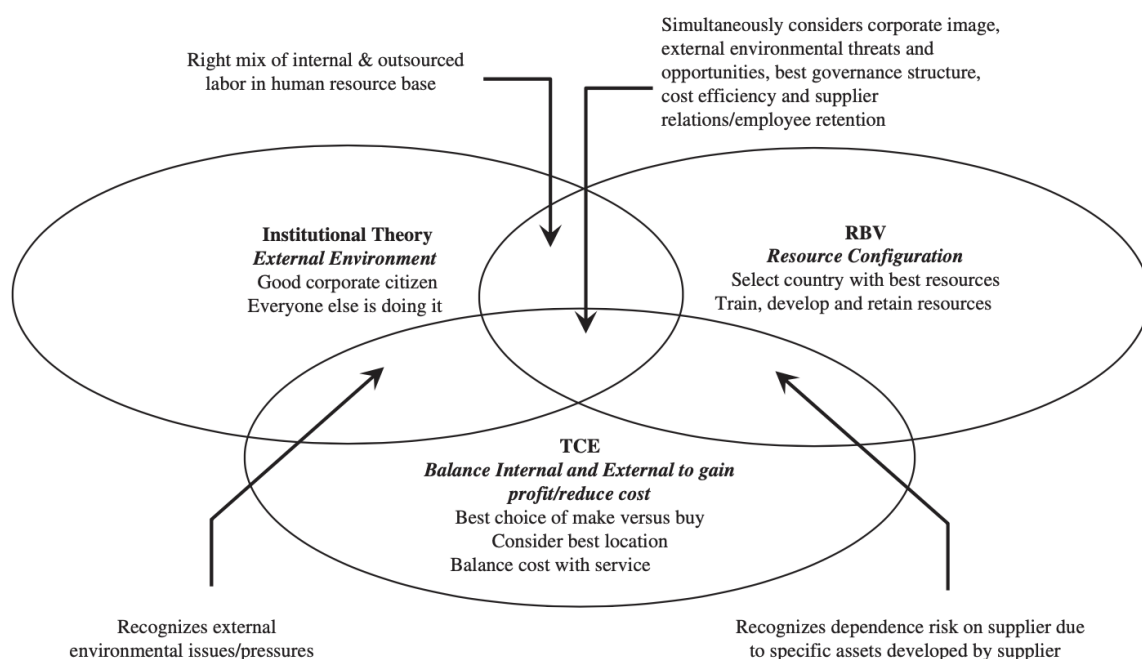 Right mix of internal & outsourced
labor in human resource base
Simultaneously considers corporate image,
external environmental threats and
opportunities, best governance structure,
cost efficiency and supplier
relations/employee retention
Institutional Theory
External Environment
Good corporate citizen
Everyone else is doing it
RBV
Resource Configuration
Select country with best resources
Train, develop and retain resources
TCE
Balance Internal and External to gain
profit/reduce cost
Best choice of make versus buy
Consider best location
Balance cost with service
Recognizes external
environmental issues/pressures
Recognizes dependence risk on supplier due
to specific assets developed by supplier